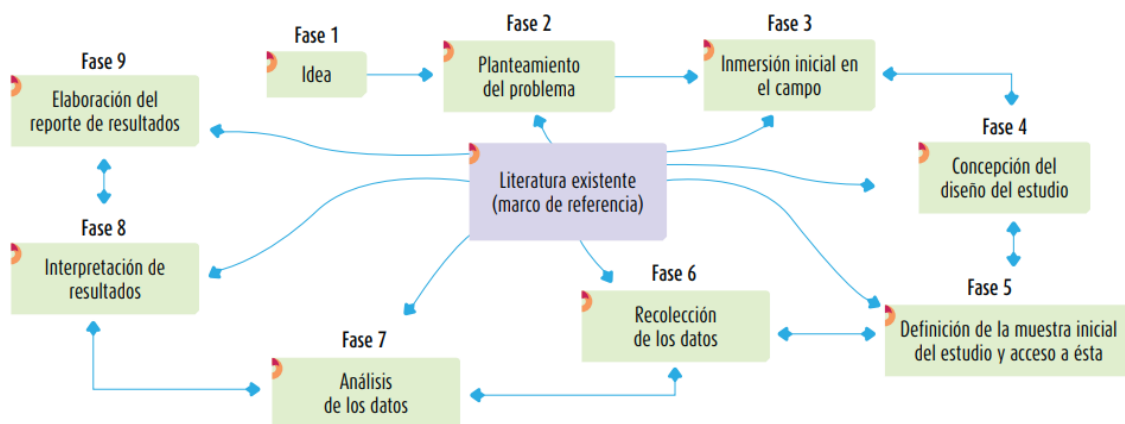 Fase 1
Idea
Fase 2
Planteamiento
del problema
Fase 3
Inmersión inicial en
el campo
Fase 4
Concepción del
diseño del estudio
Fase 5
Definición de la muestra inicial
del estudio y acceso a ésta
Fase 6
Recolección
de los datos
Fase 7
Análisis
de los datos
Fase 8
Interpretación de
resultados
Fase 9
Elaboración del
reporte de resultados
Literatura existente
(marco de referencia)